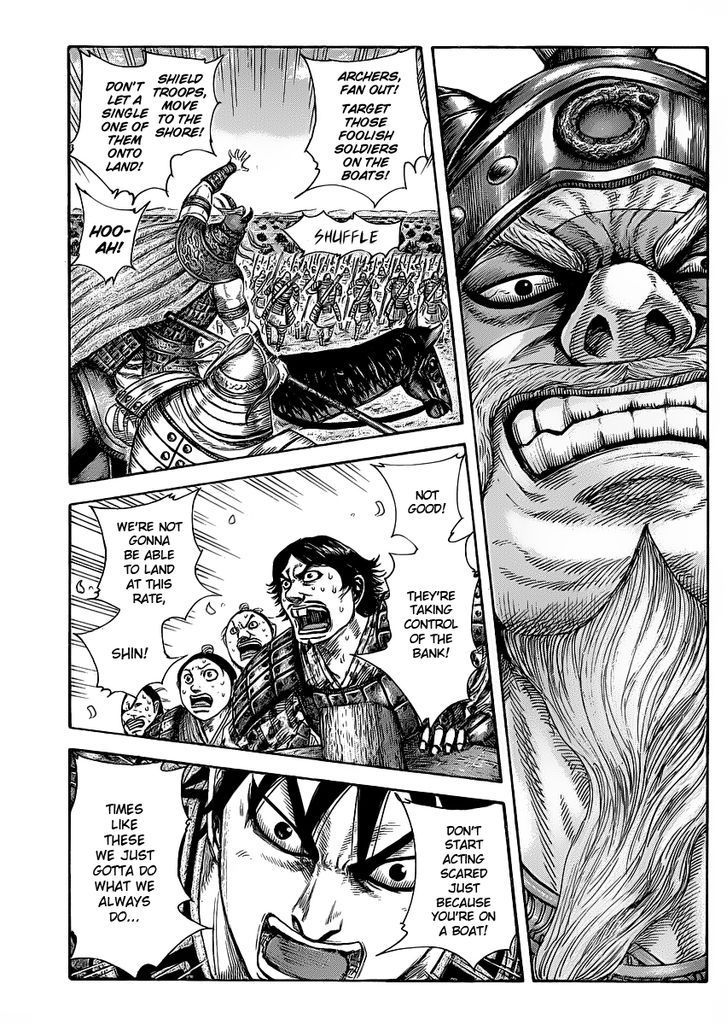 ARCHERS,
FAN OUT!
TARGET
THOSE
FOOLISH
SOLDIERS
ON THE
BOATS!
SHIELD
TROOPS,
MOVE
TO THE
SHORE!
DON'T
LET A
SINGLE
ONE OF
THEM
ONTO
LAND!
SHUFFLE
HOO-
AH!
NOT
GOOD!
THEY'RE
TAKING
CONTROL
OF THE
BANK!
WE'RE NOT
GONNA
BE ABLE
TO LAND
AT THIS
RATE,
SHIN!
DON'T
START
ACTING
SCARED
JUST
BECAUSE
YOU'RE ON
A BOAT!
TIMES
LIKE
THESE
WE JUST
GOTTA DO
WHAT WE
ALWAYS
DO...